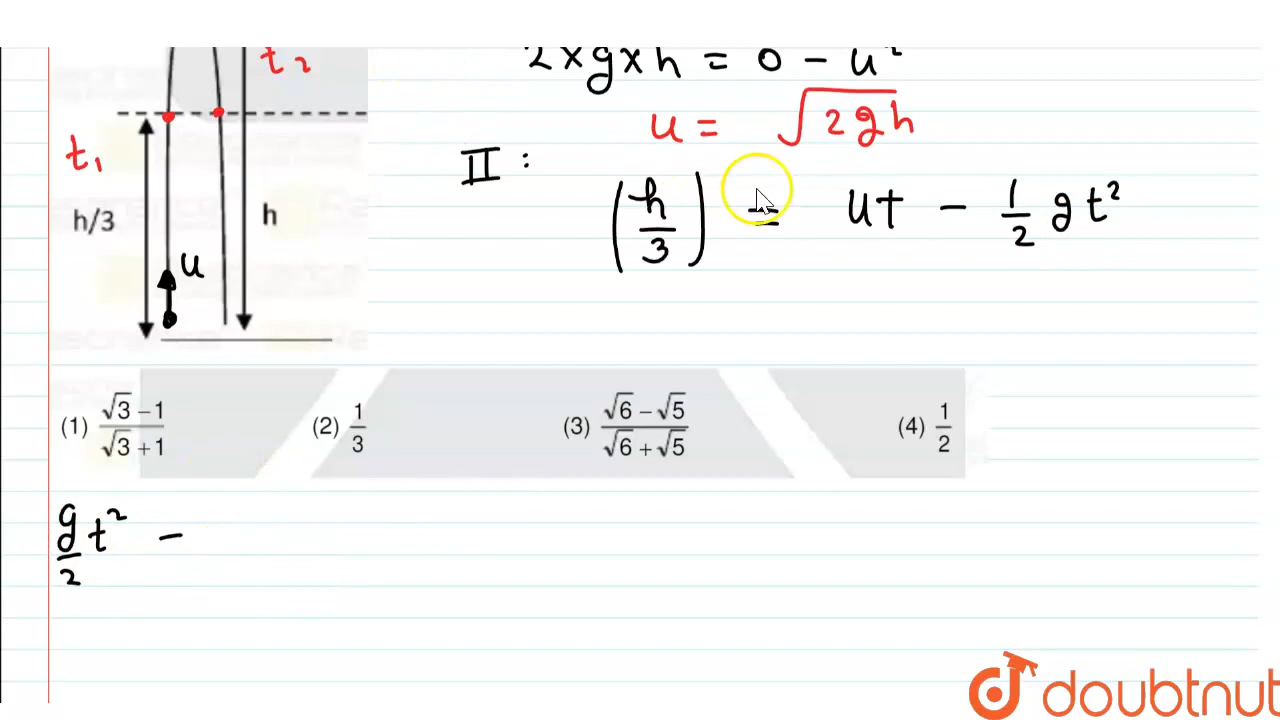 t₂
2×g×h = 0 − u²
u = √2gh
t₁
II :
h/3
h
(h/3) = ut − 1/2 gt²
u
(1) √3 − 1 / √3 + 1
(2) 1/3
(3) √6 − √5 / √6 + √5
(4) 1/2
g/2 t² −
doubtnut